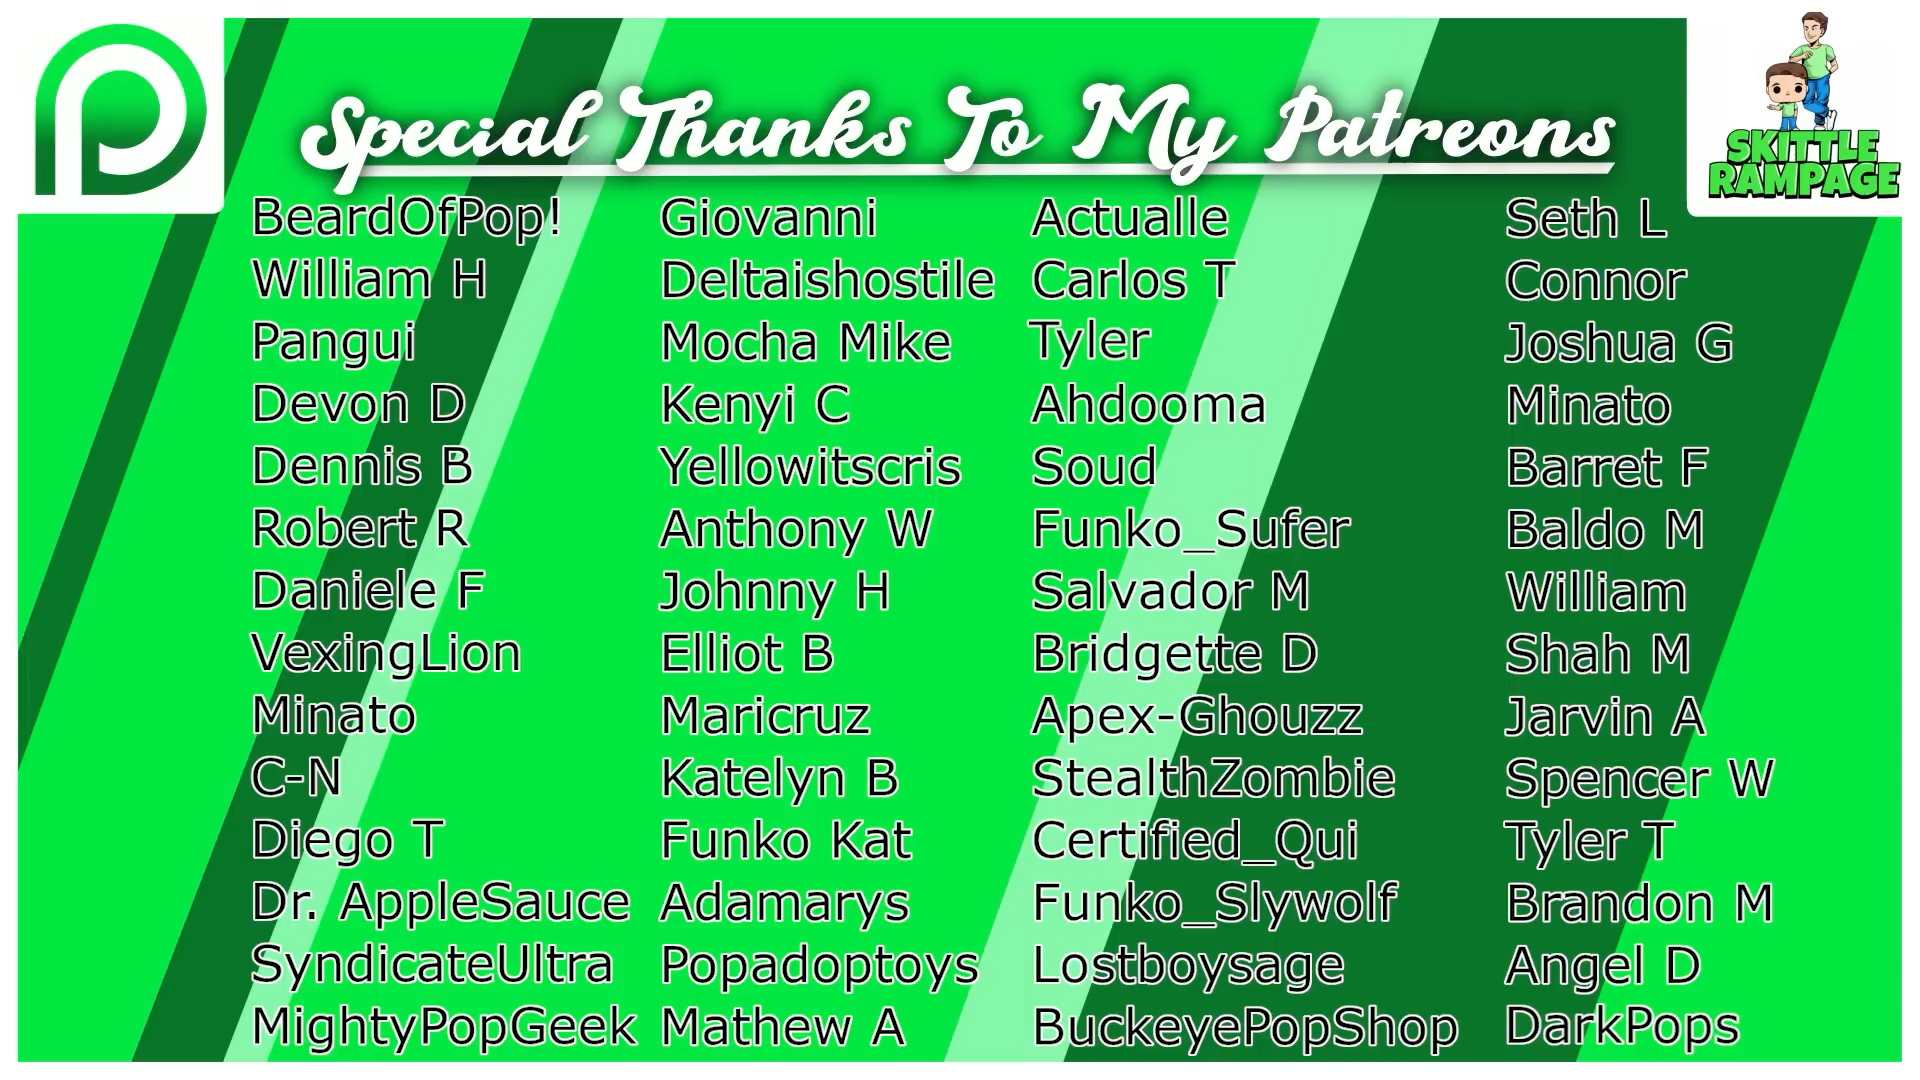 Special Thanks To My Patreons
SKITTLE
RAMPAGE
BeardOfPop!
William H
Pangui
Devon D
Dennis B
Robert R
Daniele F
VexingLion
Minato
C-N
Diego T
Dr. AppleSauce
SyndicateUltra
MightyPopGeek
Giovanni
Deltaishostile
Mocha Mike
Kenyi C
Yellowitscris
Anthony W
Johnny H
Elliot B
Maricruz
Katelyn B
Funko Kat
Adamarys
Popadoptoys
Mathew A
Actualle
Carlos T
Tyler
Ahdooma
Soud
Funko_Sufer
Salvador M
Bridgette D
Apex-Ghouzz
StealthZombie
Certified_Qui
Funko_Slywolf
Lostboysage
BuckeyePopShop
Seth L
Connor
Joshua G
Minato
Barret F
Baldo M
William
Shah M
Jarvin A
Spencer W
Tyler T
Brandon M
Angel D
DarkPops